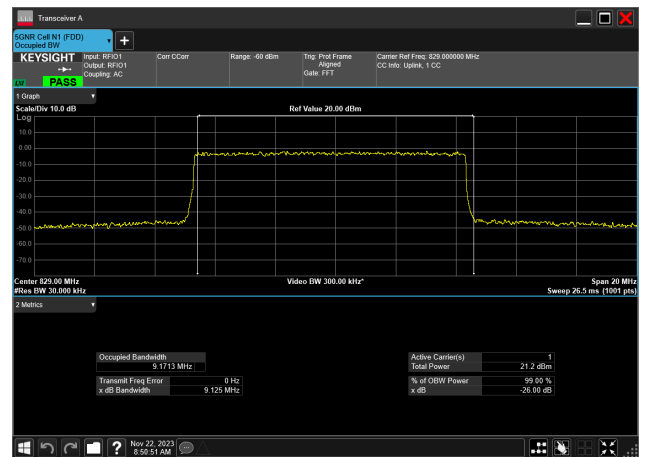 Transceiver A
5GNR Cell N1 (FDD)
Occupied BW
+
KEYSIGHT
LXI
PASS
Input: RFIO1
Output: RFIO1
Coupling: AC
Corr CCorr
Range: -60 dBm
Trig: Prot Frame
Aligned
Gate: FFT
Carrier Ref Freq: 829.000000 MHz
CC Info: Uplink, 1 CC
1 Graph
Scale/Div 10.0 dB
Ref Value 20.00 dBm
Log
10.0
0.00
-10.0
-20.0
-30.0
-40.0
-50.0
-60.0
-70.0
Center 829.00 MHz
Video BW 300.00 kHz*
Span 20 MHz
#Res BW 30.000 kHz
Sweep 26.5 ms (1001 pts)
2 Metrics
Occupied Bandwidth
9.1713 MHz
Active Carrier(s) 1
Total Power 21.2 dBm
Transmit Freq Error 0 Hz
x dB Bandwidth 9.125 MHz
% of OBW Power 99.00 %
x dB -26.00 dB
?
Nov 22, 2023
8:50:51 AM